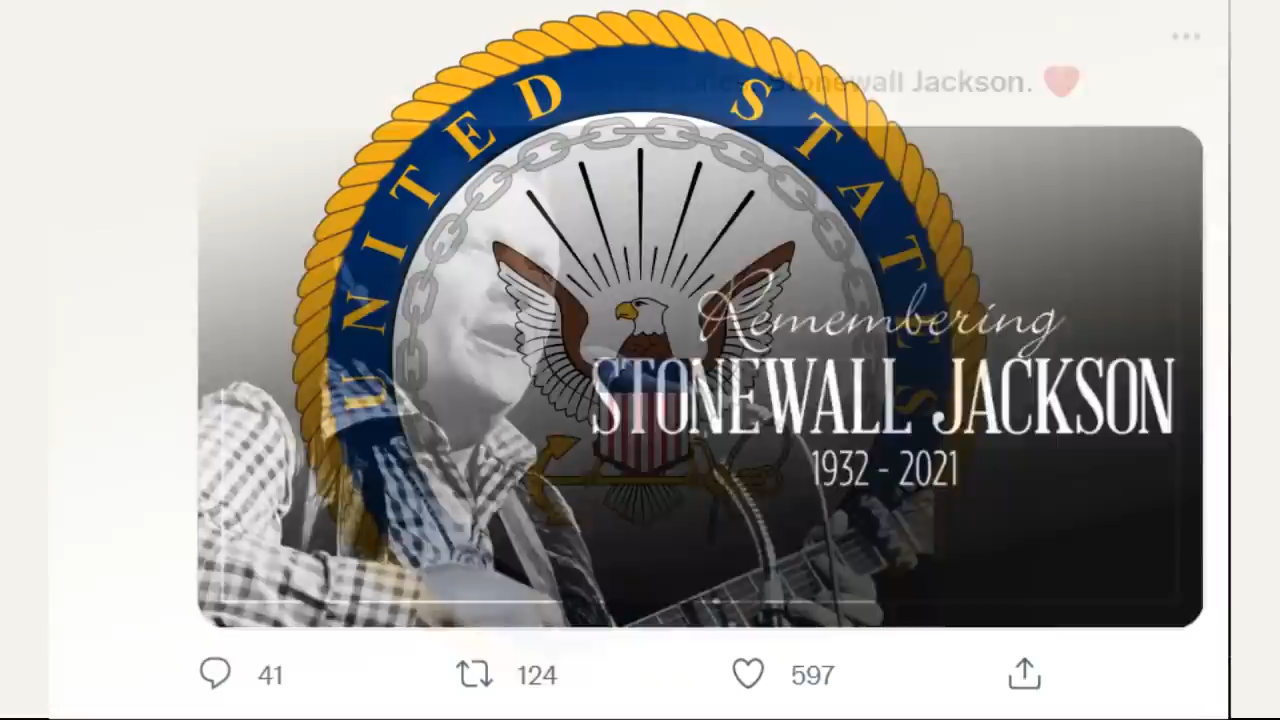 Stonewall Jackson.
UNITED STATES
Remembering
STONEWALL JACKSON
1932 - 2021
41 124 597